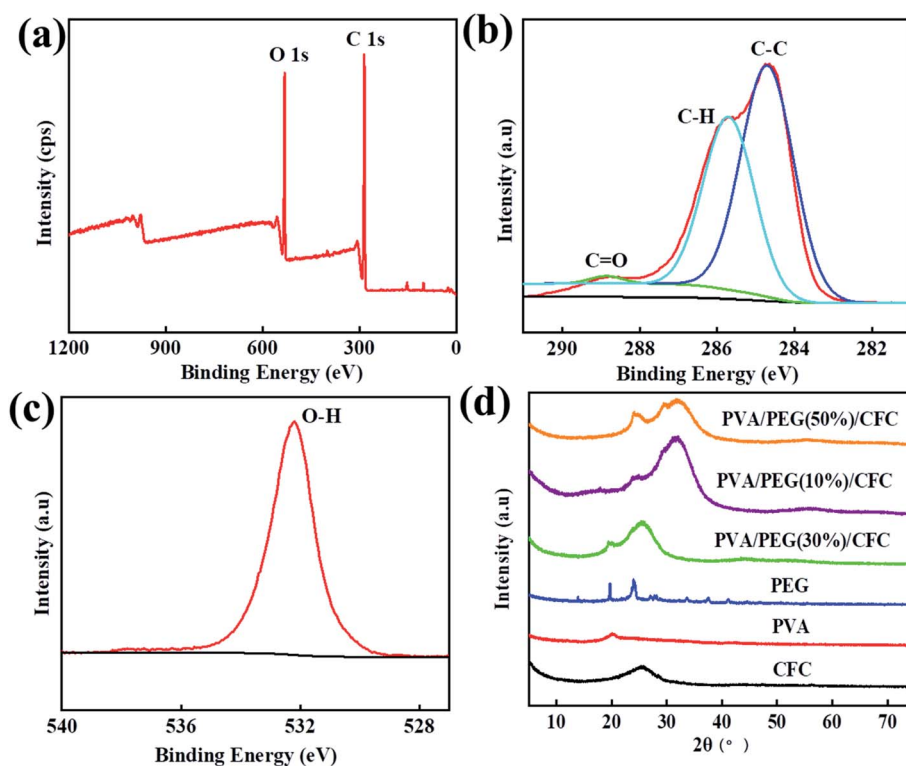 (a)
O 1s
C 1s
Intensity (cps)
1200
900
600
300
0
Binding Energy (eV)
(b)
C-C
C-H
C=O
Intensity (a.u)
290
288
286
284
282
Binding Energy (eV)
(c)
O-H
Intensity (a.u)
540
536
532
528
Binding Energy (eV)
(d)
PVA/PEG(50%)/CFC
PVA/PEG(10%)/CFC
PVA/PEG(30%)/CFC
PEG
PVA
CFC
Intensity (a.u)
10
20
30
40
50
60
70
2θ (°)